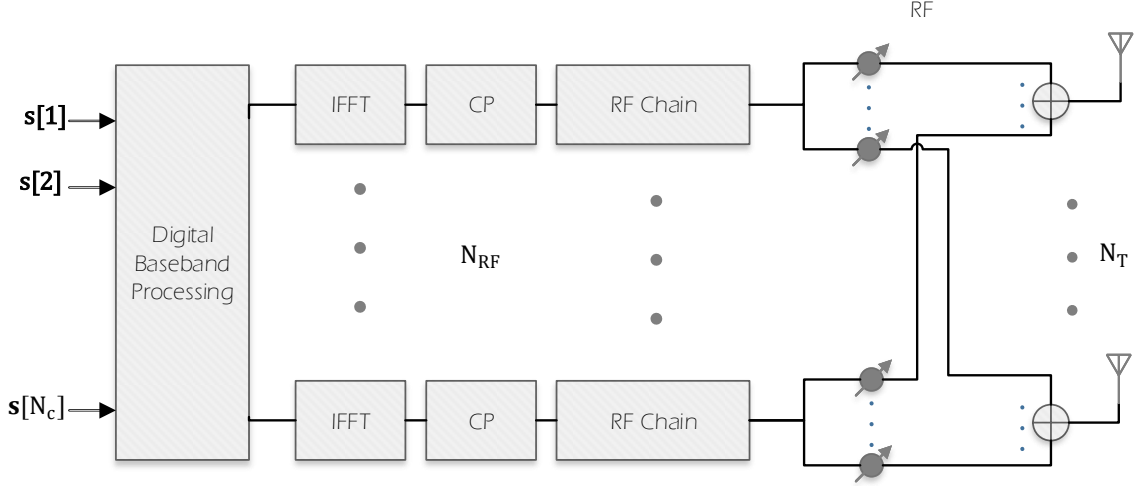 RF
s[1]
IFFT
CP
RF Chain
s[2]
Digital
Baseband
Processing
N_RF
N_T
s[N_c]
IFFT
CP
RF Chain